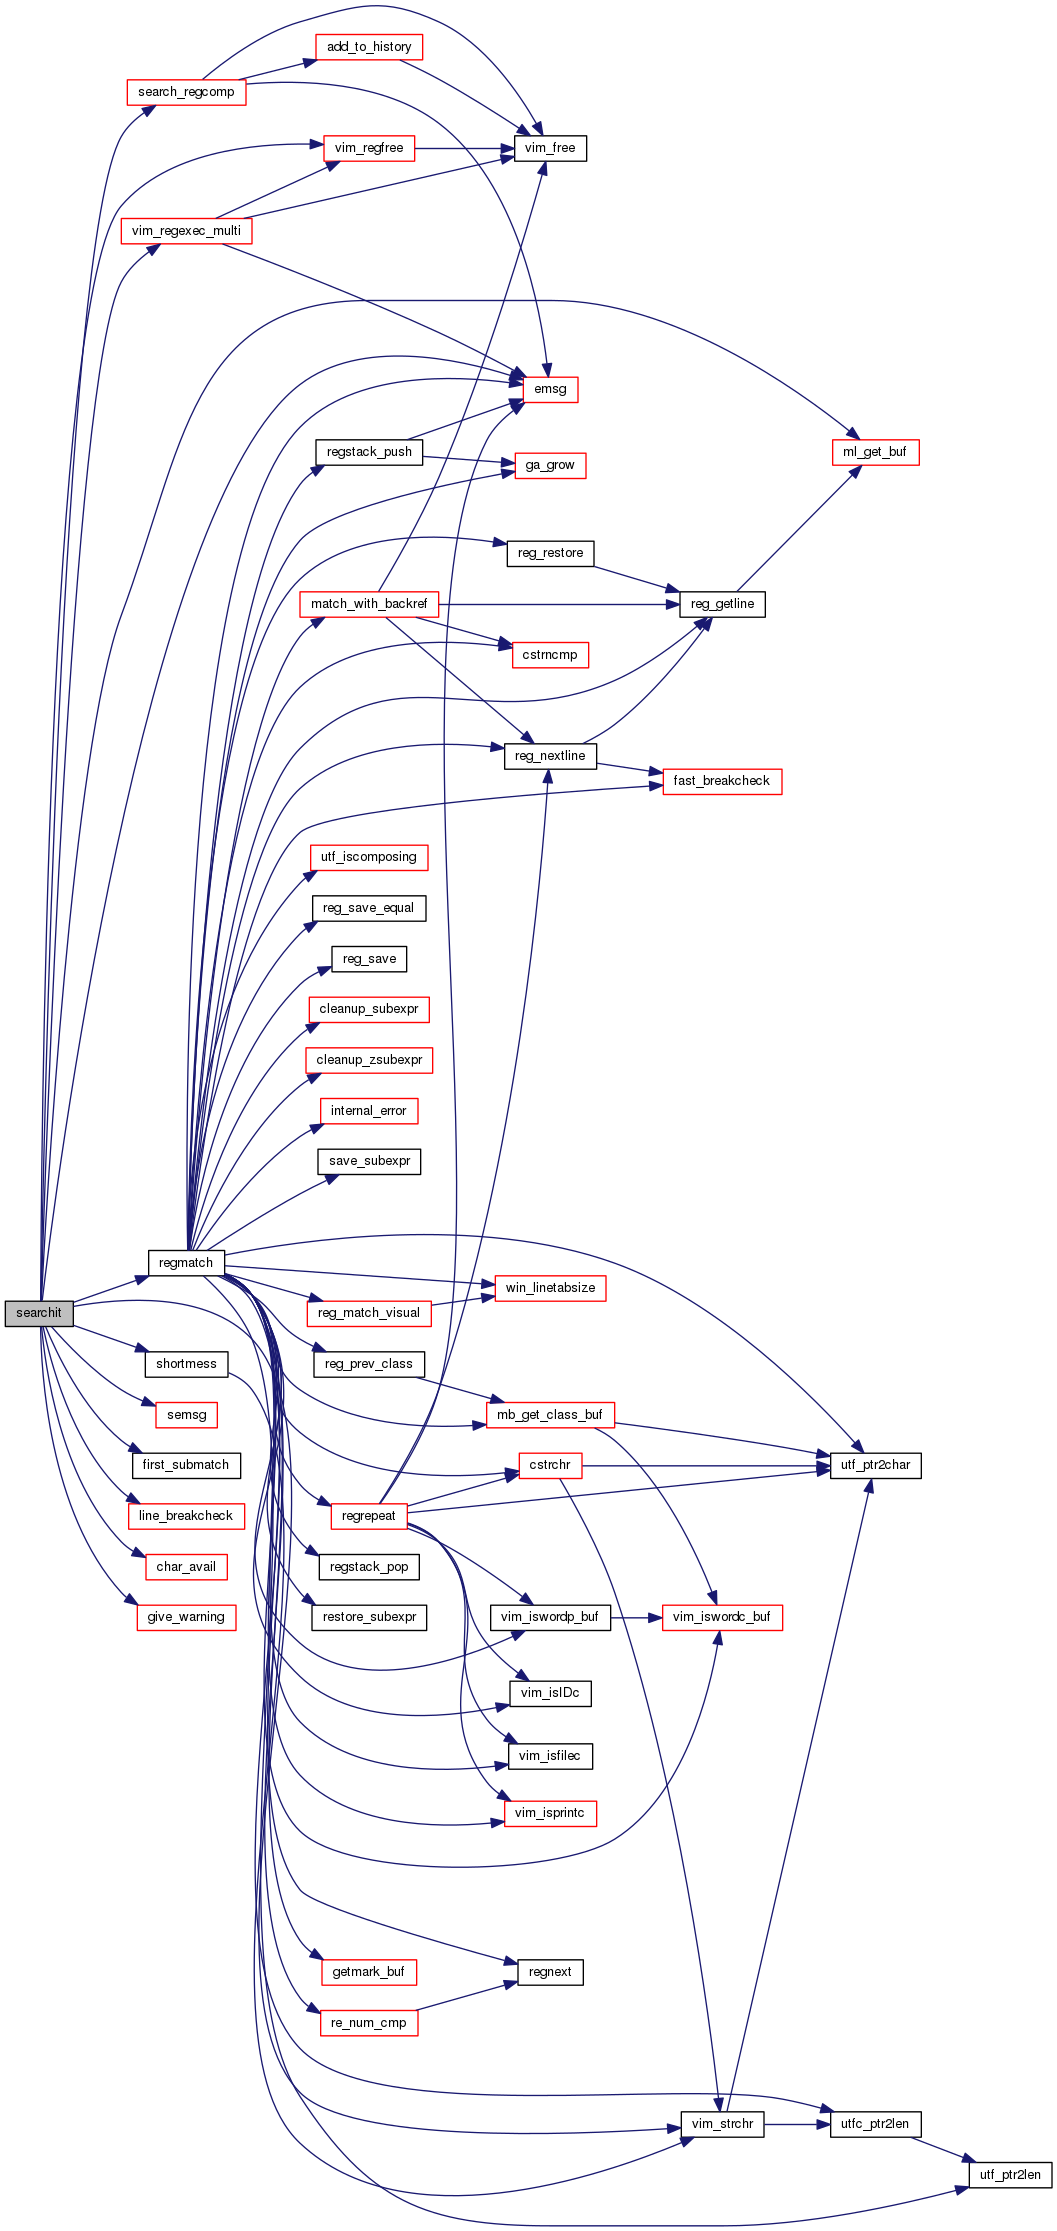 add_to_history
search_regcomp
vim_regfree
vim_free
vim_regexec_multi
emsg
ml_get_buf
regstack_push
ga_grow
reg_restore
match_with_backref
reg_getline
cstrncmp
reg_nextline
fast_breakcheck
utf_iscomposing
reg_save_equal
reg_save
cleanup_subexpr
cleanup_zsubexpr
internal_error
save_subexpr
regmatch
win_linetabsize
searchit
reg_match_visual
shortmess
reg_prev_class
semsg
mb_get_class_buf
first_submatch
cstrchr
utf_ptr2char
line_breakcheck
regrepeat
char_avail
regstack_pop
give_warning
restore_subexpr
vim_iswordp_buf
vim_iswordc_buf
vim_isIDc
vim_isfilec
vim_isprintc
getmark_buf
regnext
re_num_cmp
vim_strchr
utfc_ptr2len
utf_ptr2len